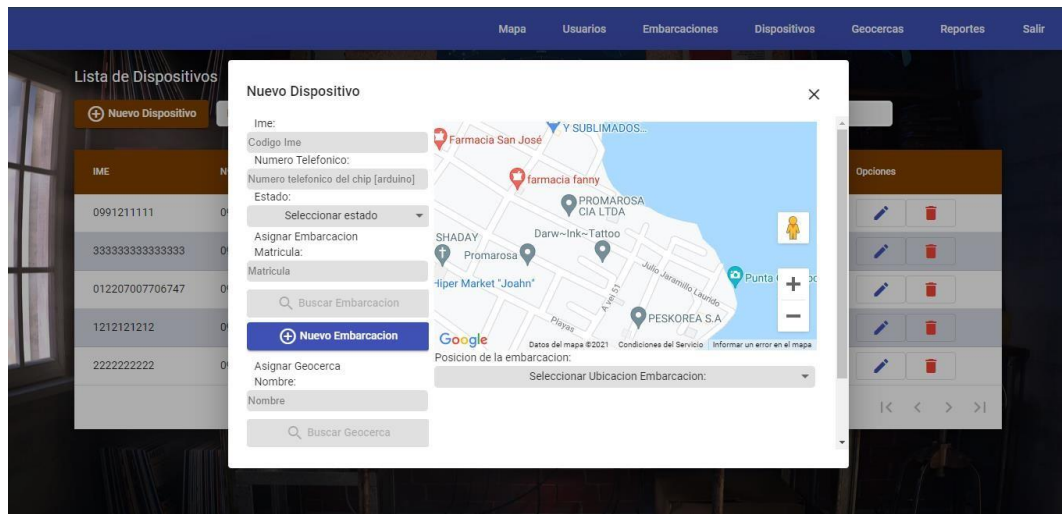 Mapa Usuarios Embarcaciones Dispositivos Geocercas Reportes Salir
Lista de Dispositivos
Nuevo Dispositivo
IME
Opciones
0991211111
333333333333333
012207007706747
1212121212
2222222222
Nuevo Dispositivo
Ime:
Codigo Ime
Numero Telefonico:
Numero telefonico del chip [arduino]
Estado:
Seleccionar estado
Asignar Embarcacion
Matricula:
Matricula
Buscar Embarcacion
Nuevo Embarcacion
Asignar Geocerca
Nombre:
Nombre
Buscar Geocerca
Y SUBLIMADOS...
Farmacia San José
farmacia fanny
PROMAROSA
CIA LTDA
SHADAY
Darw~Ink~Tattoo
Promarosa
Julio Jaramillo Laurido
Punta
Hiper Market "Joahn"
A vei 51
PESKOREA S.A
Playas
Google
Datos del mapa ©2021 Condiciones del Servicio Informar un error en el mapa
Posicion de la embarcacion:
Seleccionar Ubicacion Embarcacion: